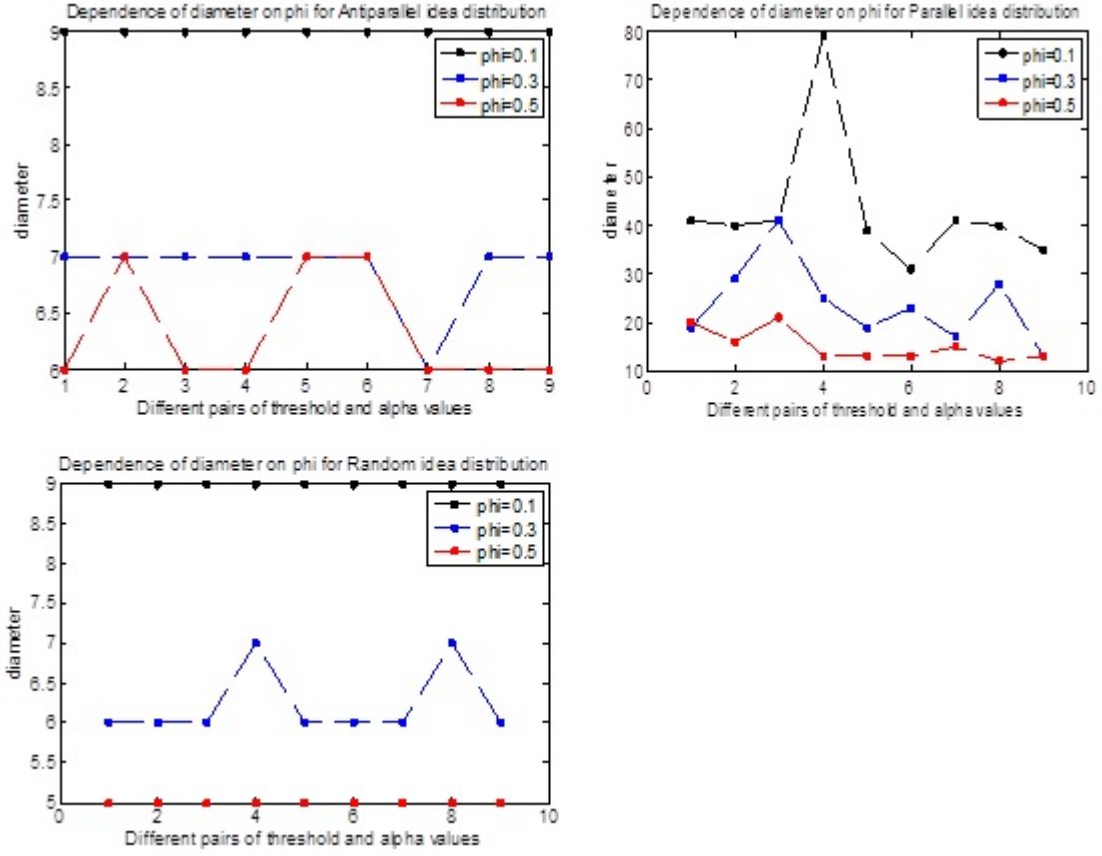 Dependence of diameter on phi for Antiparallel idea distribution
9
8.5
8
7.5
7
6.5
6
diameter
phi=0.1
phi=0.3
phi=0.5
1 2 3 4 5 6 7 8 9
Different pairs of threshold and alpha values
Dependence of diameter on phi for Parallel idea distribution
80
70
60
50
40
30
20
10
diameter
phi=0.1
phi=0.3
phi=0.5
0 2 4 6 8 10
Different pairs of threshold and alpha values
Dependence of diameter on phi for Random idea distribution
9
8.5
8
7.5
7
6.5
6
5.5
5
diameter
phi=0.1
phi=0.3
phi=0.5
0 2 4 6 8 10
Different pairs of threshold and alpha values